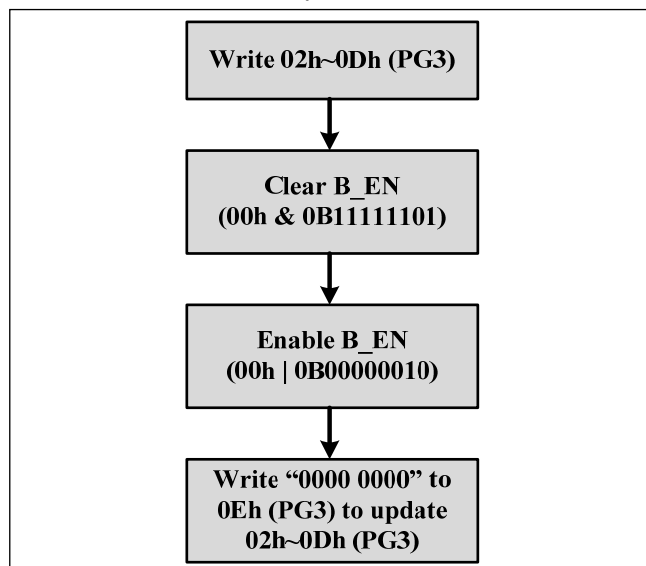 Write 02h~0Dh (PG3)
Clear B_EN
(00h & 0B11111101)
Enable B_EN
(00h | 0B00000010)
Write “0000 0000” to
0Eh (PG3) to update
02h~0Dh (PG3)